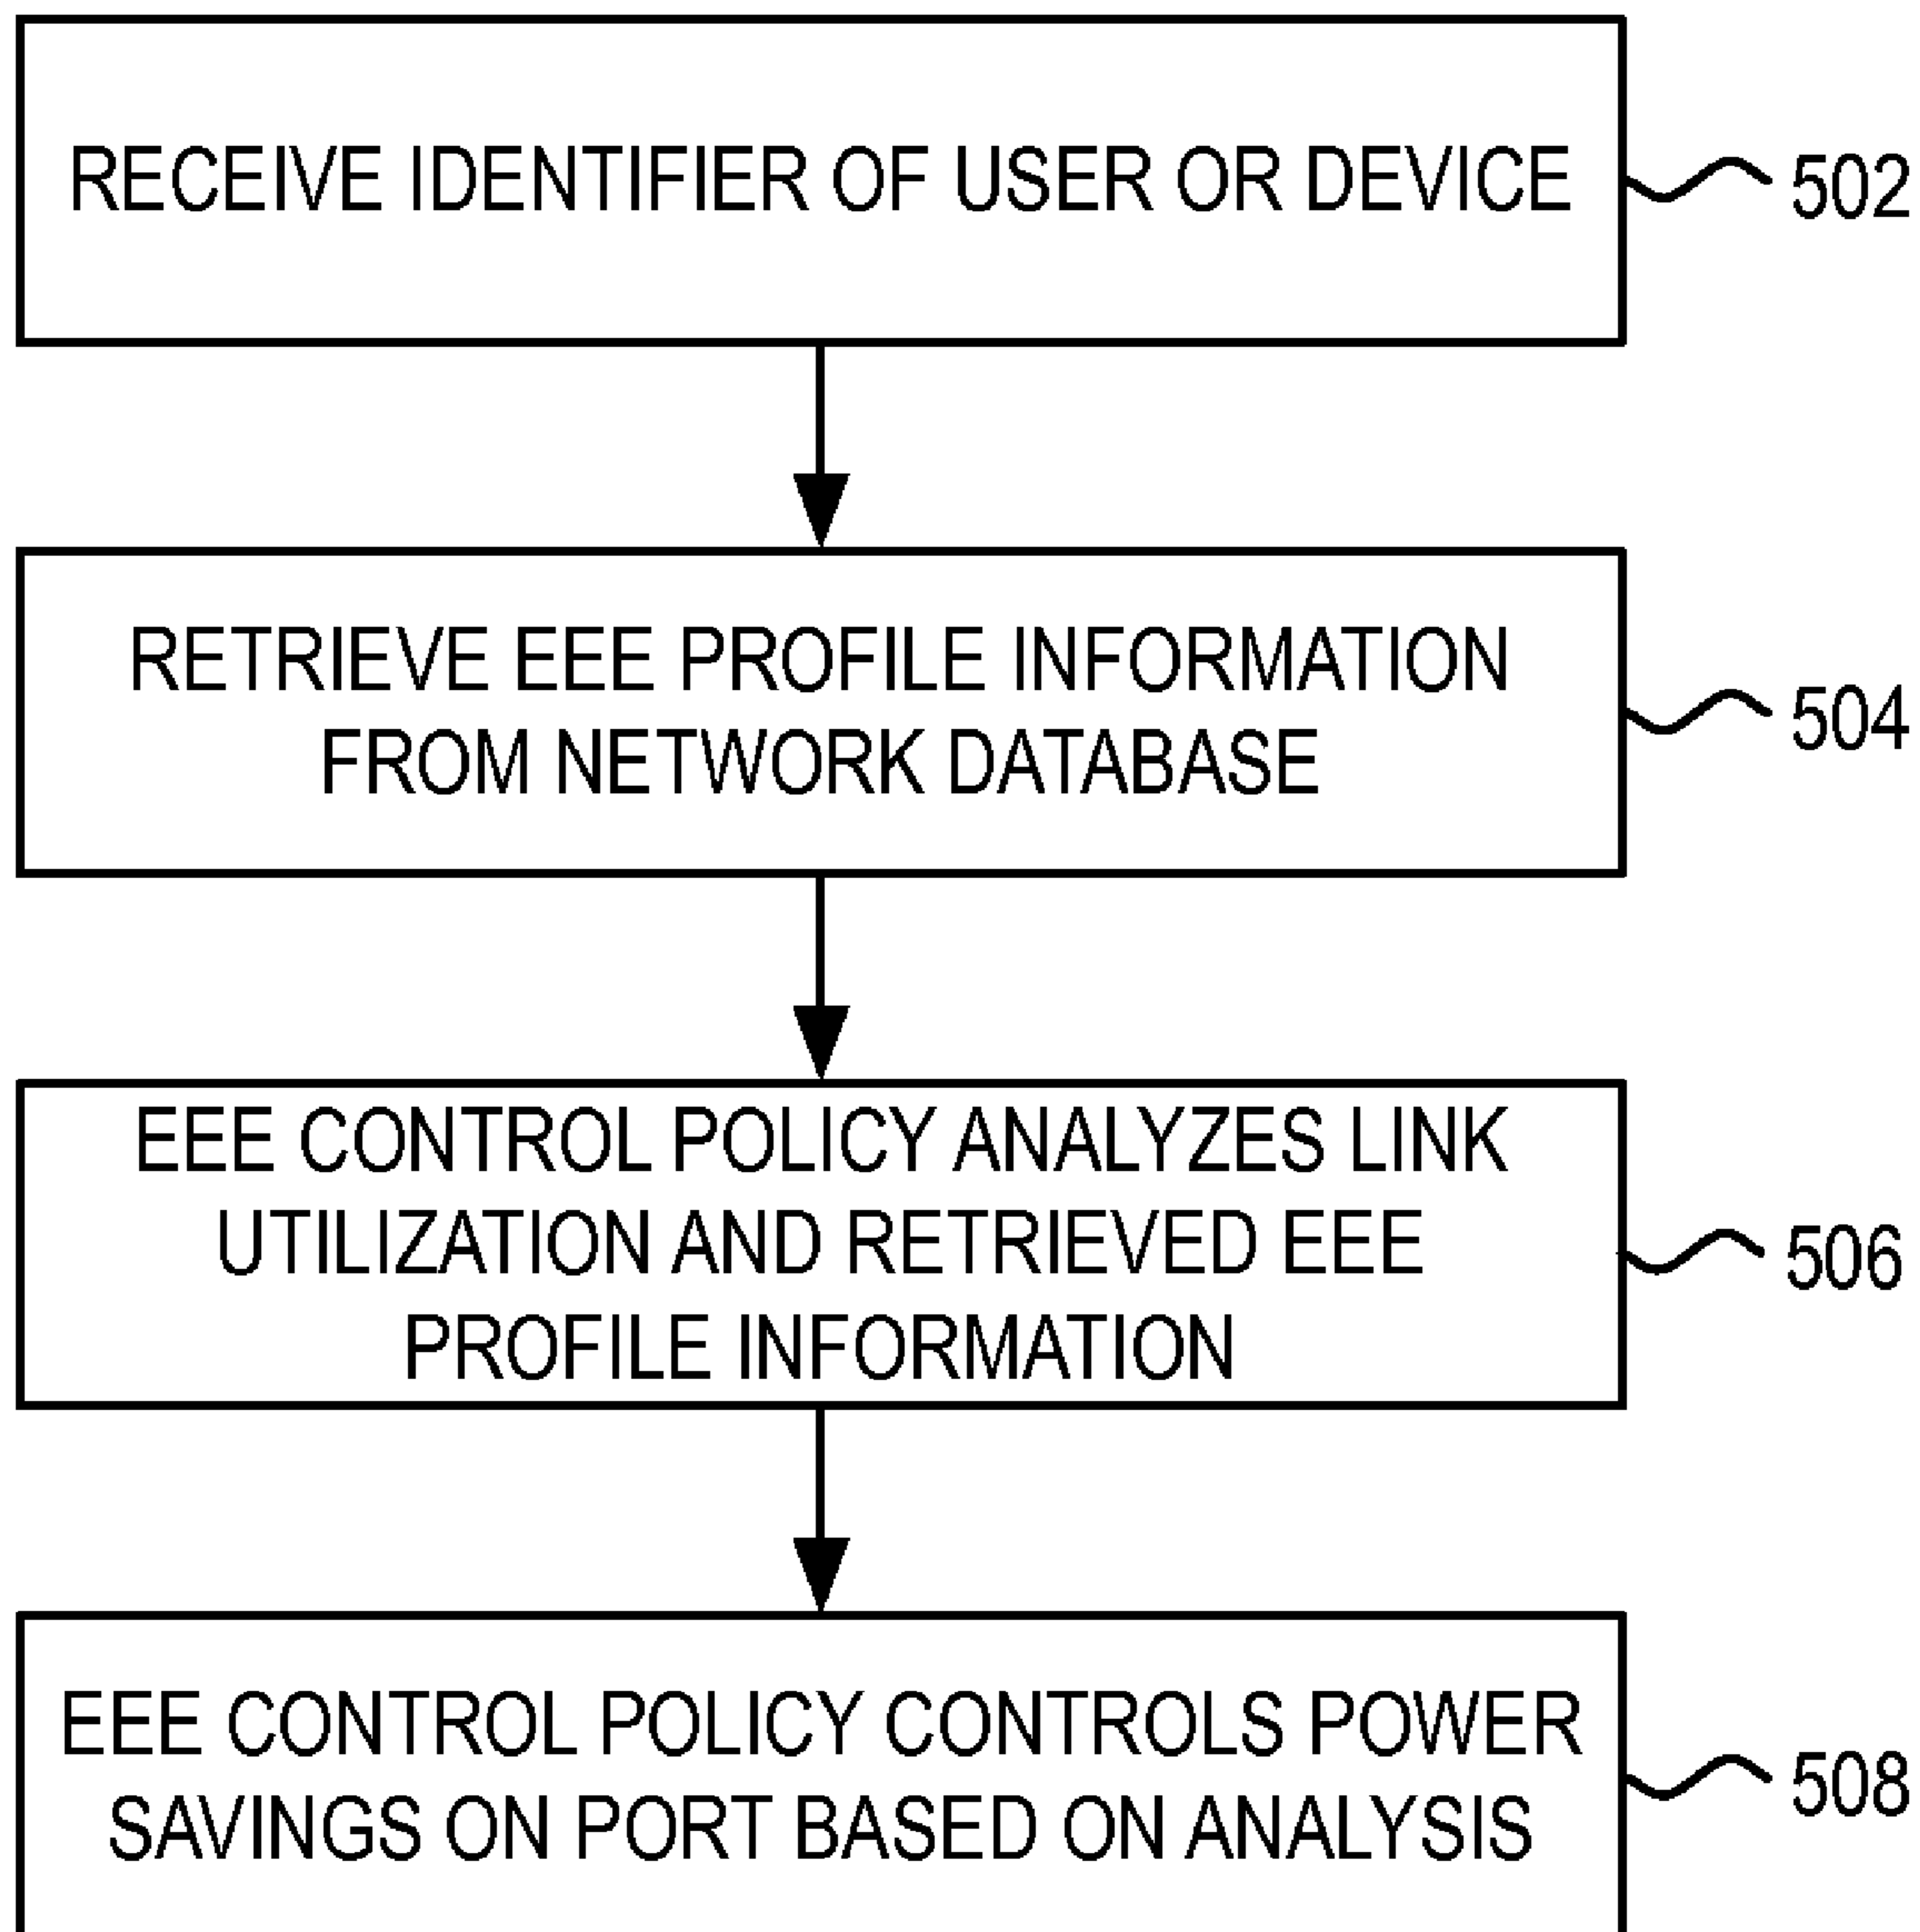 RECEIVE IDENTIFIER OF USER OR DEVICE
502
RETRIEVE EEE PROFILE INFORMATION
FROM NETWORK DATABASE
504
EEE CONTROL POLICY ANALYZES LINK
UTILIZATION AND RETRIEVED EEE
PROFILE INFORMATION
506
EEE CONTROL POLICY CONTROLS POWER
SAVINGS ON PORT BASED ON ANALYSIS
508